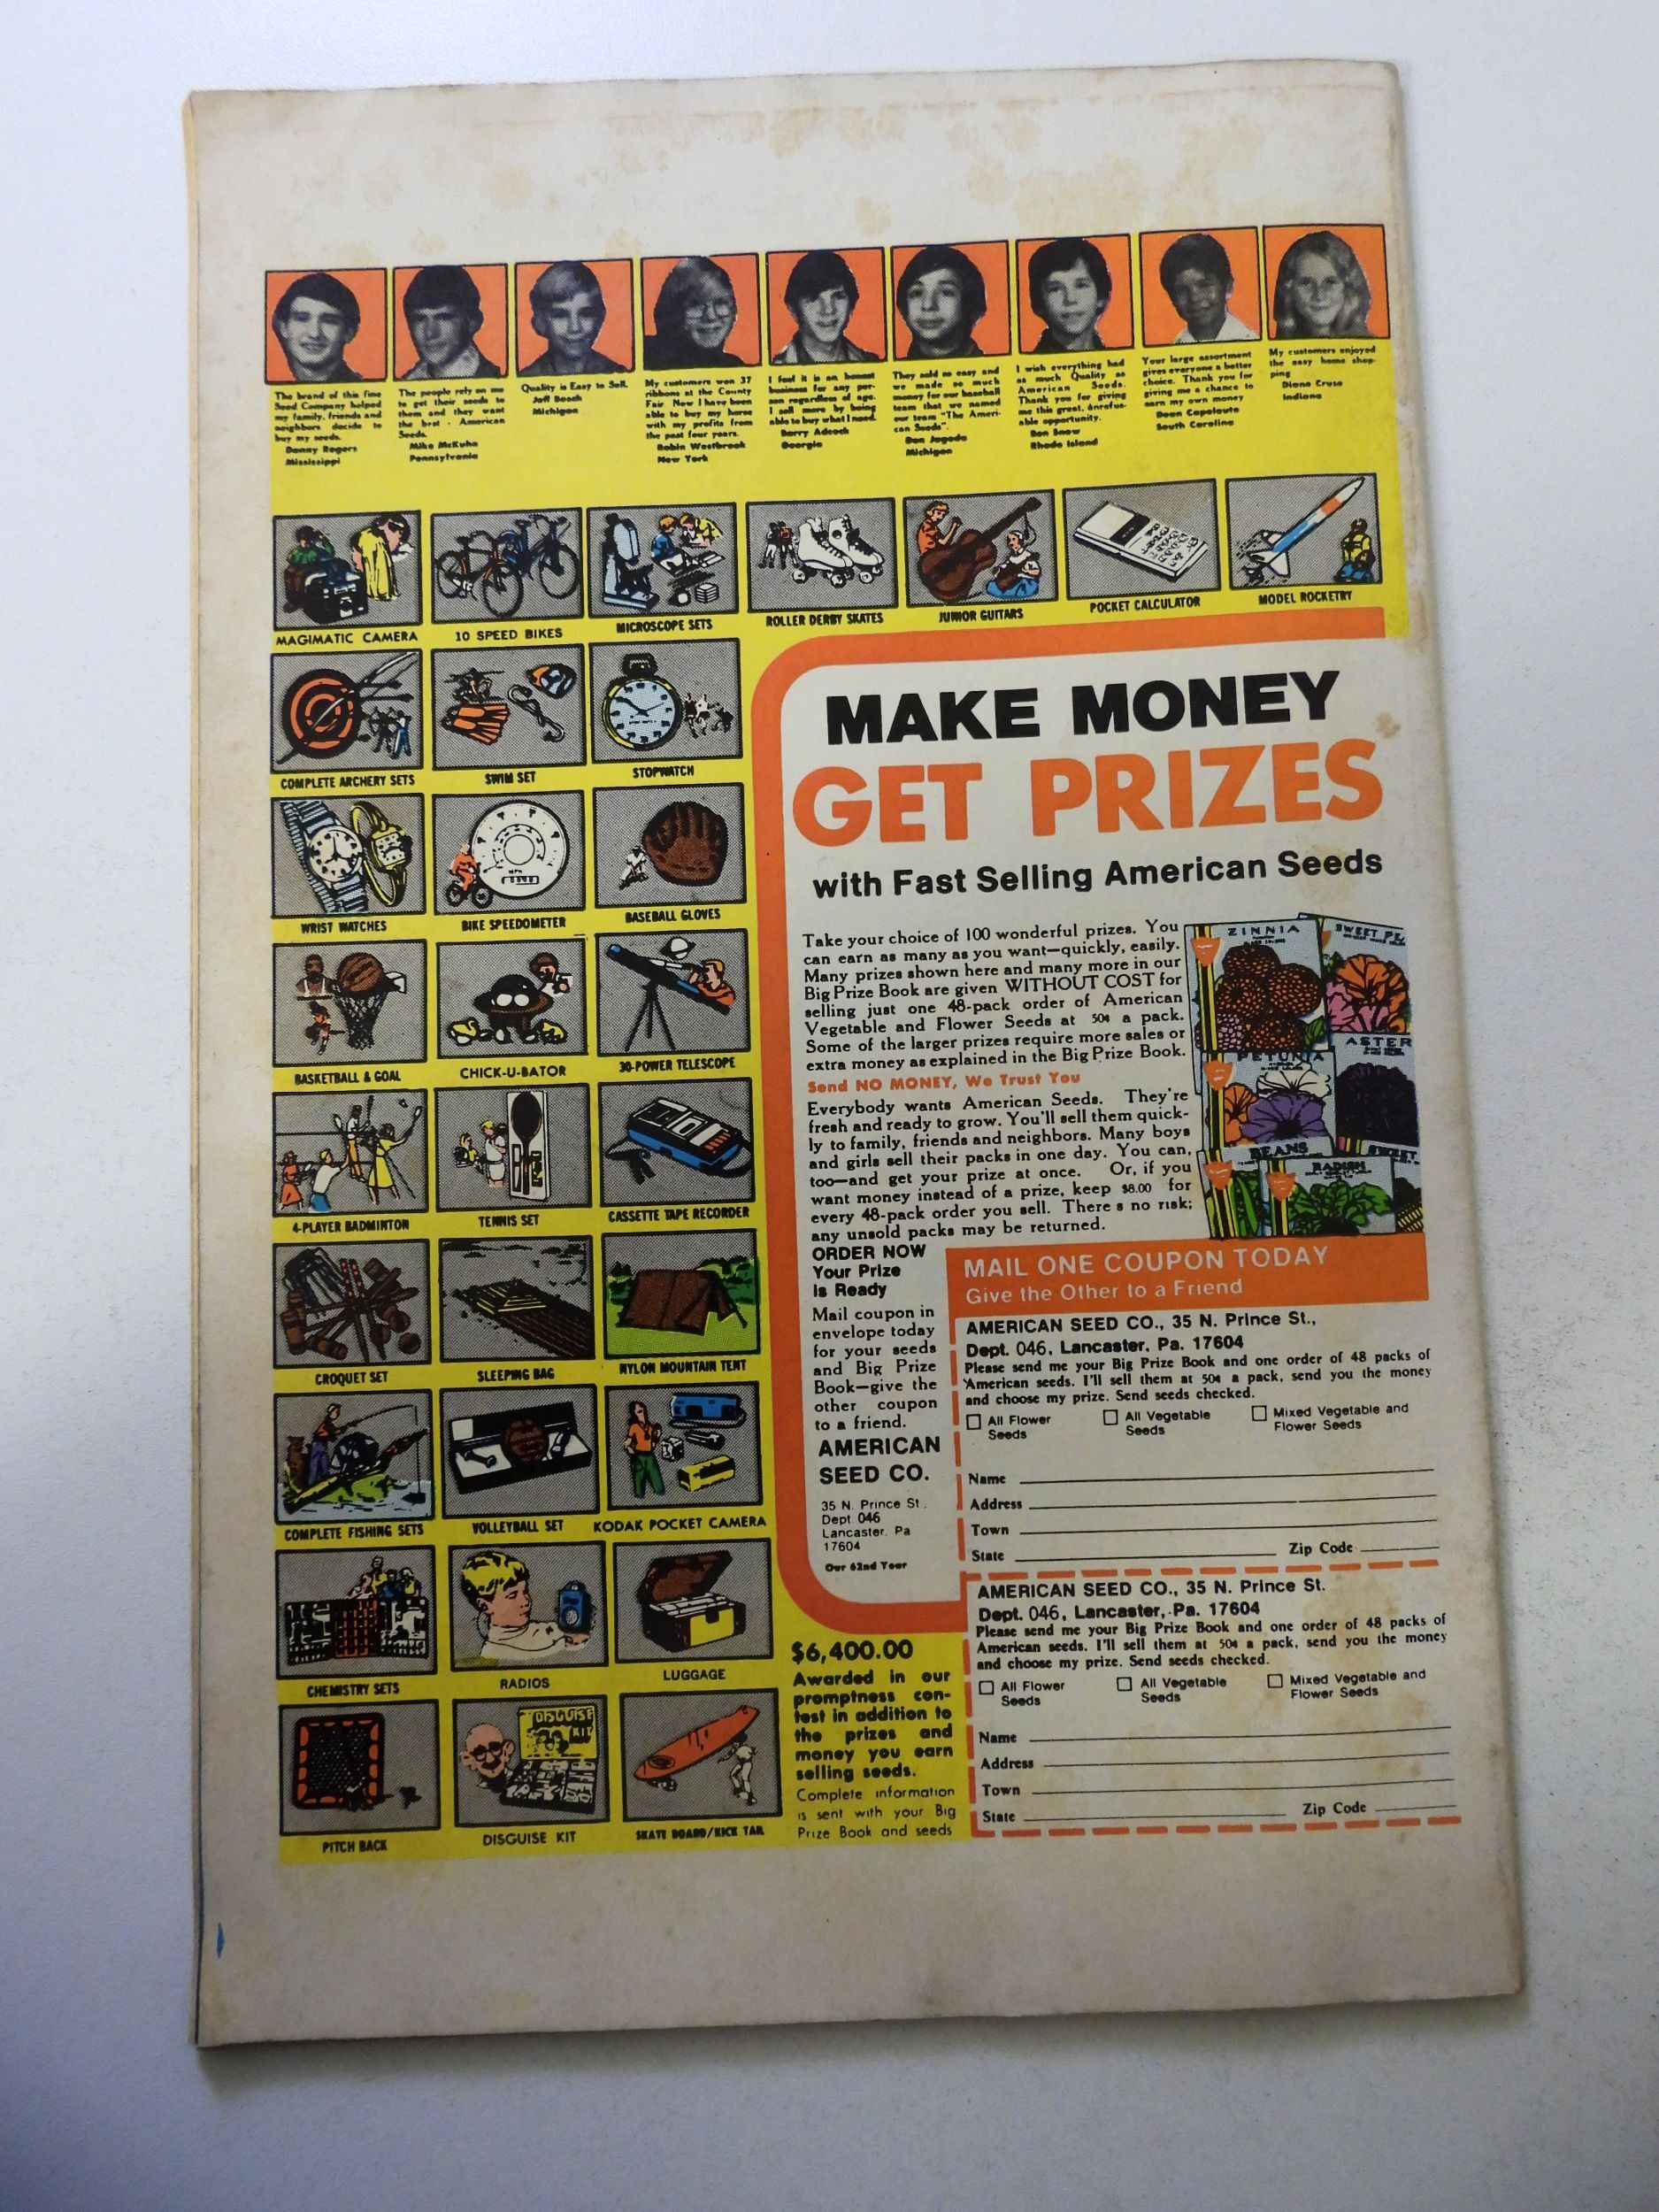 The brand of this fine
Seed Company helped
my family, friends and
neighbors decide to
buy my seeds.
Danny Rogers
Mississippi
The people rely on me
to get their seeds to
them and they want
the best - American
Seeds.
Mike McKuhn
Pennsylvania
Quality is Easy to Sell.
Jeff Beach
Michigan
My customers won 37
ribbons at the County
Fair Now I have been
able to buy my horse
with my profits from
the past four years.
Robin Westbrook
New York
I feel it is an honest
business for any per-
son regardless of age.
I sell more by being
able to buy what I need.
Barry Adcock
Georgia
They sold so easy and
we made so much
money for our baseball
team that we named
our team "The Ameri-
can Seeds".
Dan Jagoda
Michigan
I wish everything had
as much Quality as
American Seeds.
Thank you for giving
me this great, ánrefus-
able opportunity.
Ben Snow
Rhode Island
Your large assortment
gives everyone a better
choice. Thank you for
giving me a chance to
earn my own money
Dean Capolouto
South Carolina
My customers enjoyed
the easy home shop-
ping
Diane Cruse
Indiana
MAGIMATIC CAMERA
10 SPEED BIKES
MICROSCOPE SETS
ROLLER DERBY SKATES
JUNIOR GUITARS
POCKET CALCULATOR
MODEL ROCKETRY
COMPLETE ARCHERY SETS
SWIM SET
STOPWATCH
WRIST WATCHES
MPH
BIKE SPEEDOMETER
BASEBALL GLOVES
BASKETBALL & GOAL
CHICK-U-BATOR
30-POWER TELESCOPE
4-PLAYER BADMINTON
TENNIS SET
CASSETTE TAPE RECORDER
CROQUET SET
SLEEPING BAG
NYLON MOUNTAIN TENT
COMPLETE FISHING SETS
VOLLEYBALL SET
KODAK POCKET CAMERA
CHEMISTRY SETS
RADIOS
LUGGAGE
PITCH BACK
DISGUISE
KIT
DISGUISE KIT
SKATE BOARD/KICK TAIL
MAKE MONEY
GET PRIZES
with Fast Selling American Seeds
Take your choice of 100 wonderful prizes. You
can earn as many as you want—quickly, easily.
Many prizes shown here and many more in our
Big Prize Book are given WITHOUT COST for
selling just one 48-pack order of American
Vegetable and Flower Seeds at 50¢ a pack.
Some of the larger prizes require more sales or
extra money as explained in the Big Prize Book.
Send NO MONEY, We Trust You
Everybody wants American Seeds. They're
fresh and ready to grow. You'll sell them quick-
ly to family, friends and neighbors. Many boys
and girls sell their packs in one day. You can,
too—and get your prize at once. Or, if you
want money instead of a prize, keep $8.00 for
every 48-pack order you sell. There s no risk;
any unsold packs may be returned.
ZINNIA
SWEET PE
PETUNIA
ASTER
BEANS
RADISH
SWEET
ORDER NOW
Your Prize
Is Ready
Mail coupon in
envelope today
for your seeds
and Big Prize
Book—give the
other coupon
to a friend.
AMERICAN
SEED CO.
35 N. Prince St.,
Dept. 046
Lancaster, Pa
17604
Our 62nd Year
MAIL ONE COUPON TODAY
Give the Other to a Friend
AMERICAN SEED CO., 35 N. Prince St.,
Dept. 046, Lancaster, Pa. 17604
Please send me your Big Prize Book and one order of 48 packs of
American seeds. I'll sell them at 50¢ a pack, send you the money
and choose my prize. Send seeds checked.
All Flower
Seeds
All Vegetable
Seeds
Mixed Vegetable and
Flower Seeds
Name
Address
Town
State Zip Code
AMERICAN SEED CO., 35 N. Prince St.
Dept. 046, Lancaster, Pa. 17604
Please send me your Big Prize Book and one order of 48 packs of
American seeds. I'll sell them at 50¢ a pack, send you the money
and choose my prize. Send seeds checked.
All Flower
Seeds
All Vegetable
Seeds
Mixed Vegetable and
Flower Seeds
Name
Address
Town
State Zip Code
$6,400.00
Awarded in our
promptness con-
test in addition to
the prizes and
money you earn
selling seeds.
Complete information
is sent with your Big
Prize Book and seeds